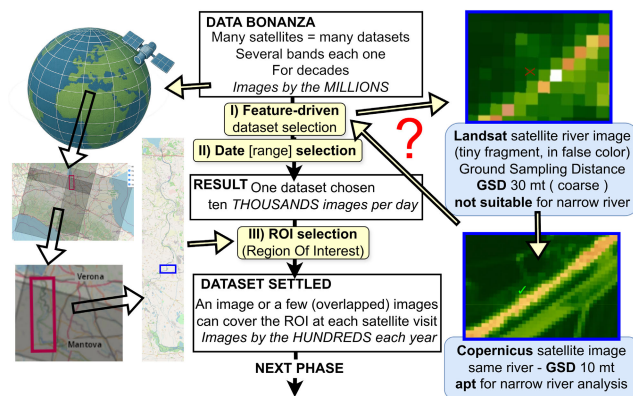 DATA BONANZA
Many satellites = many datasets
Several bands each one
For decades
Images by the MILLIONS
I) Feature-driven
dataset selection
II) Date [range] selection
RESULT One dataset chosen
ten THOUSANDS images per day
III) ROI selection
(Region Of Interest)
DATASET SETTLED
An image or a few (overlapped) images
can cover the ROI at each satellite visit
Images by the HUNDREDS each year
NEXT PHASE
?
Landsat satellite river image
(tiny fragment, in false color)
Ground Sampling Distance
GSD 30 mt ( coarse )
not suitable for narrow river
Copernicus satellite image
same river - GSD 10 mt
apt for narrow river analysis
Verona
Mantova